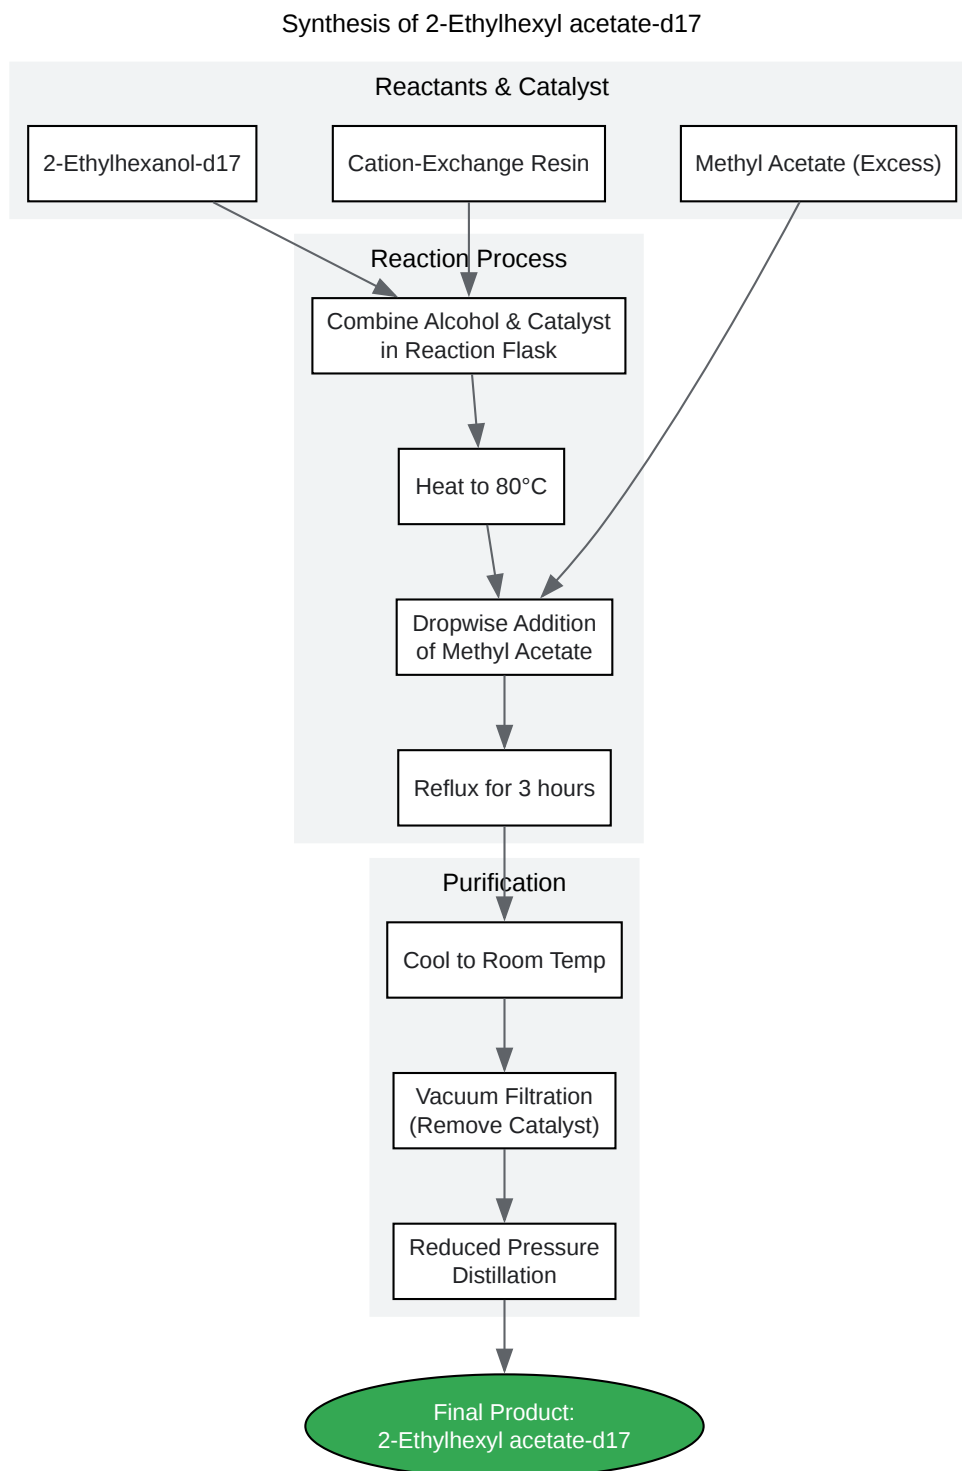 Synthesis of 2-Ethylhexyl acetate-d17
Reactants & Catalyst
2-Ethylhexanol-d17
Cation-Exchange Resin
Methyl Acetate (Excess)
Reaction Process
Combine Alcohol & Catalyst
in Reaction Flask
Heat to 80°C
Dropwise Addition
of Methyl Acetate
Reflux for 3 hours
Purification
Cool to Room Temp
Vacuum Filtration
(Remove Catalyst)
Reduced Pressure
Distillation
Final Product:
2-Ethylhexyl acetate-d17